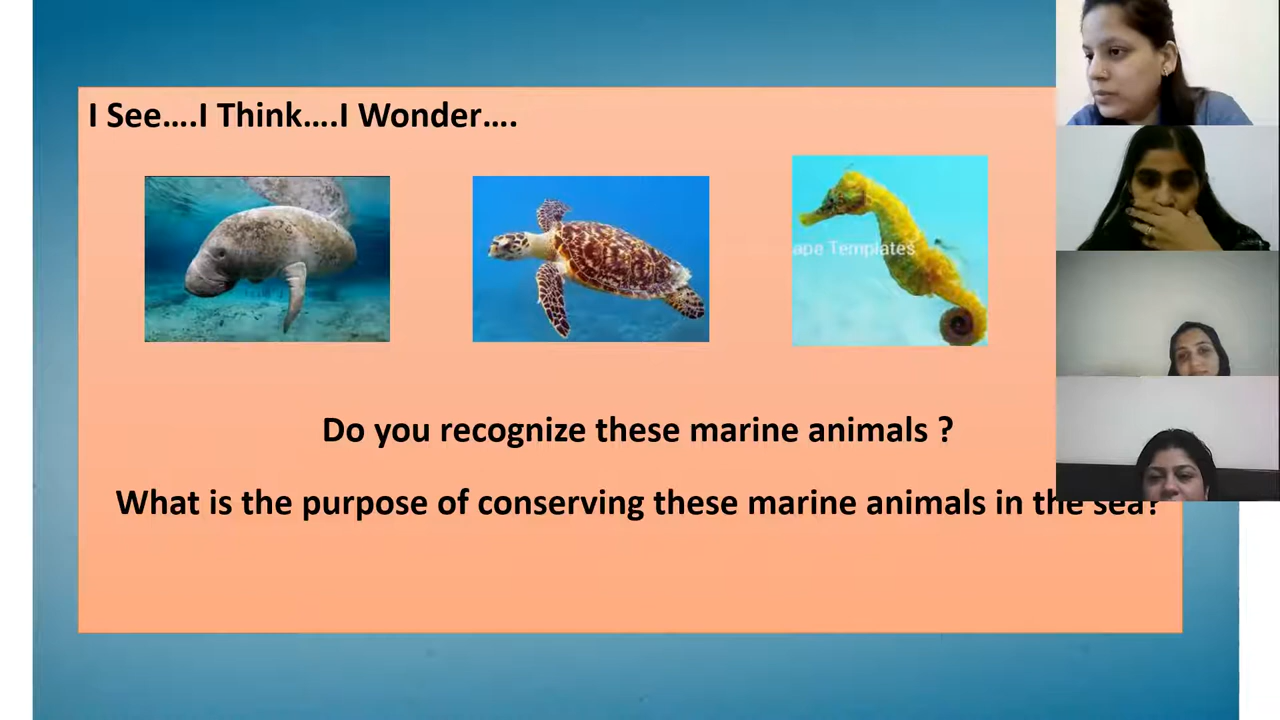 I See....I Think....I Wonder....
ape Templates
Do you recognize these marine animals ?
What is the purpose of conserving these marine animals in the sea?